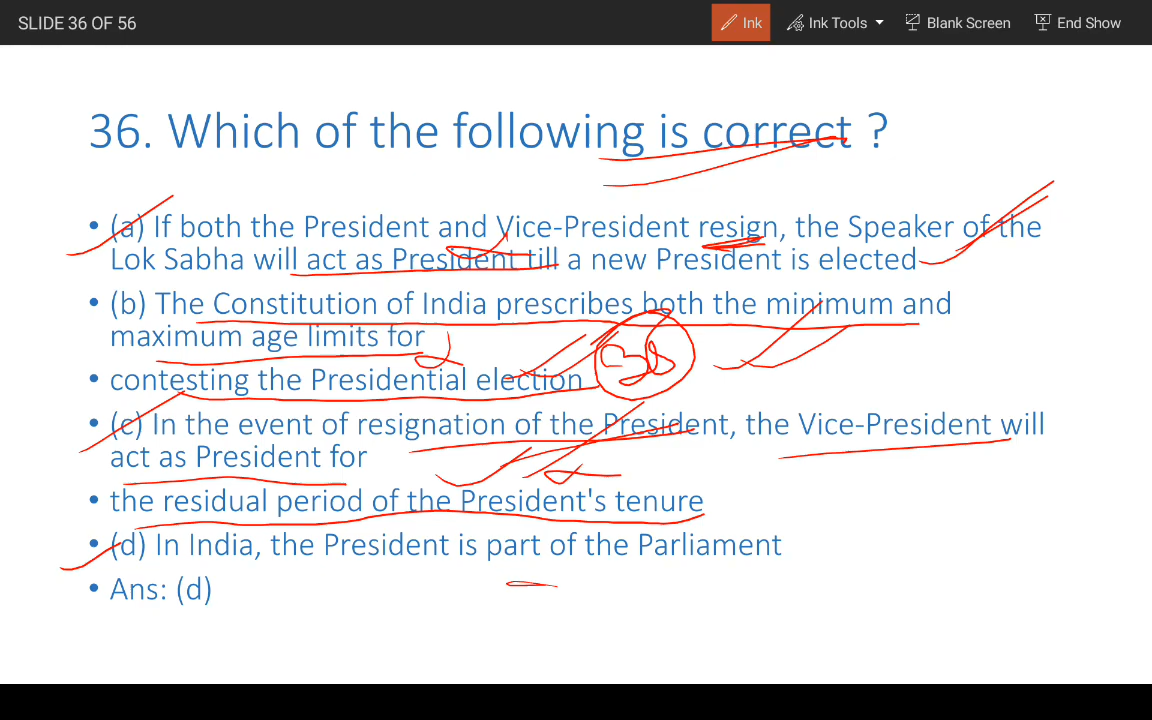 SLIDE 36 OF 56
Ink
Ink Tools
Blank Screen
End Show
36. Which of the following is correct ?
• (a) If both the President and Vice-President resign, the Speaker of the
Lok Sabha will act as President till a new President is elected
• (b) The Constitution of India prescribes both the minimum and
maximum age limits for
• contesting the Presidential election
35
• (c) In the event of resignation of the President, the Vice-President will
act as President for
• the residual period of the President's tenure
• (d) In India, the President is part of the Parliament
• Ans: (d)